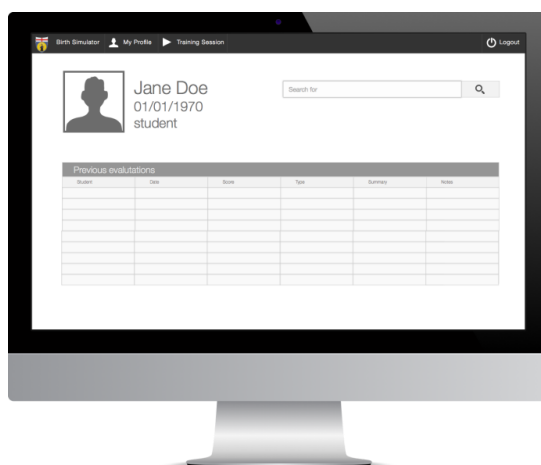 Birth Simulator My Profile Training Session Logout
Jane Doe
01/01/1970
student
Search for
Previous evalutations
Student Date Score Type Summary Notes